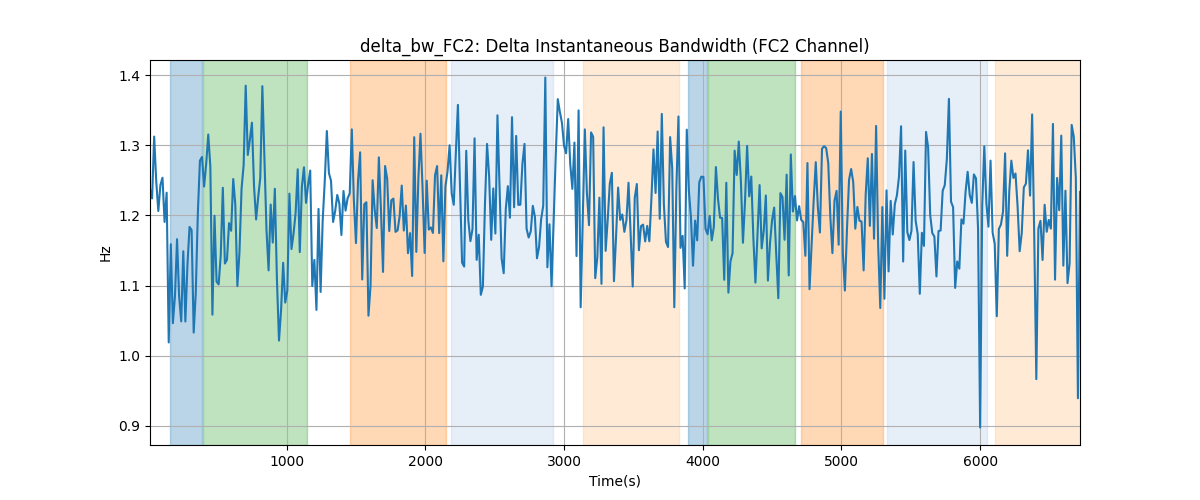 delta_bw_FC2: Delta Instantaneous Bandwidth (FC2 Channel)
Hz
1.4
1.3
1.2
1.1
1.0
0.9
1000 2000 3000 4000 5000 6000
Time(s)